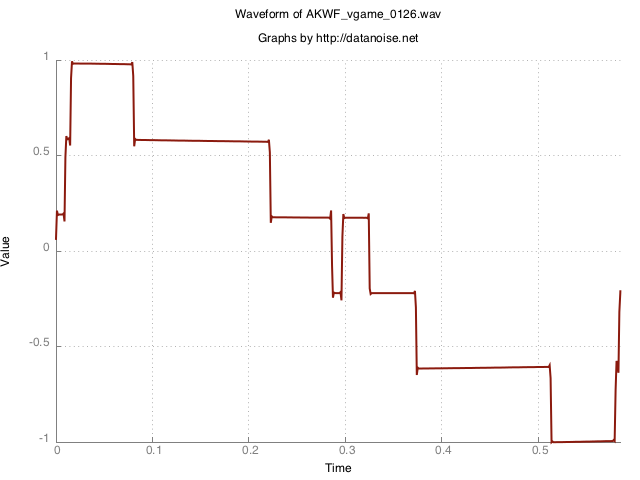 Waveform of AKWF_vgame_0126.wav
Graphs by http://datanoise.net
1
0.5
0
-0.5
-1
Value
0 0.1 0.2 0.3 0.4 0.5
Time